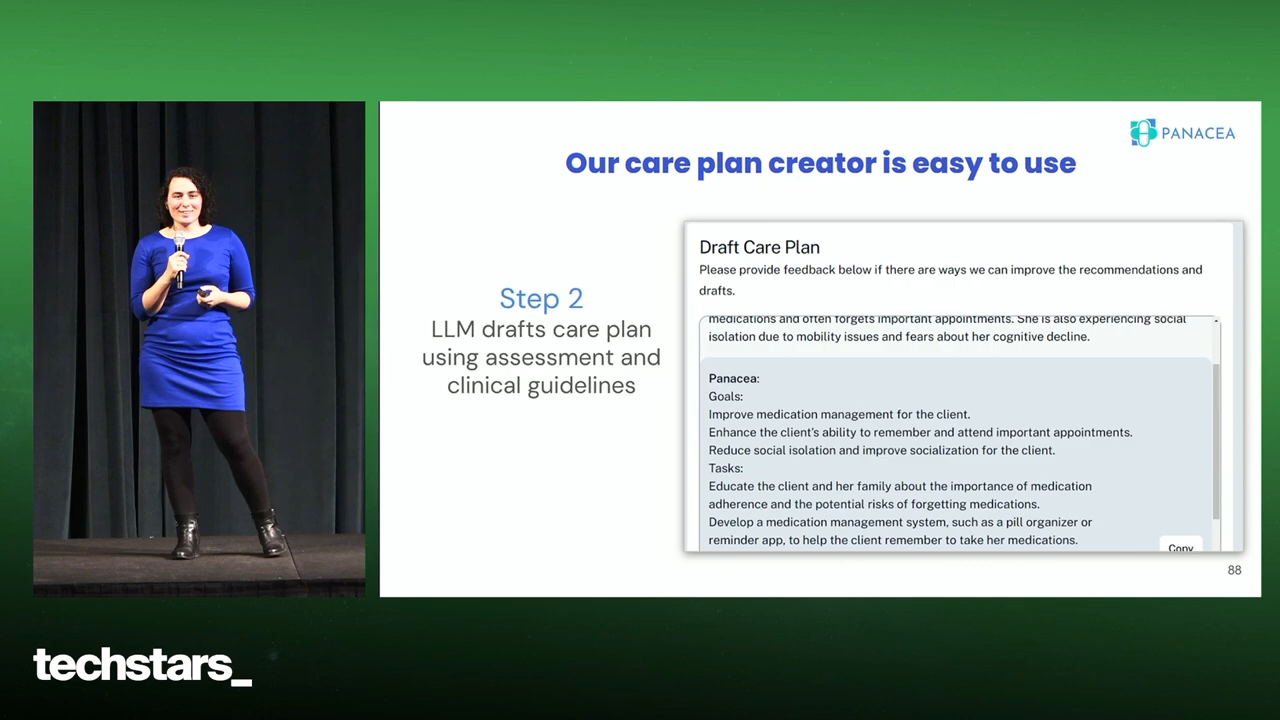 PANACEA
Our care plan creator is easy to use
Step 2
LLM drafts care plan
using assessment and
clinical guidelines
Draft Care Plan
Please provide feedback below if there are ways we can improve the recommendations and
drafts.
medications and often forgets important appointments. She is also experiencing social
isolation due to mobility issues and fears about her cognitive decline.
Panacea:
Goals:
Improve medication management for the client.
Enhance the client's ability to remember and attend important appointments.
Reduce social isolation and improve socialization for the client.
Tasks:
Educate the client and her family about the importance of medication
adherence and the potential risks of forgetting medications.
Develop a medication management system, such as a pill organizer or
reminder app, to help the client remember to take her medications.
Copy
88
techstars_